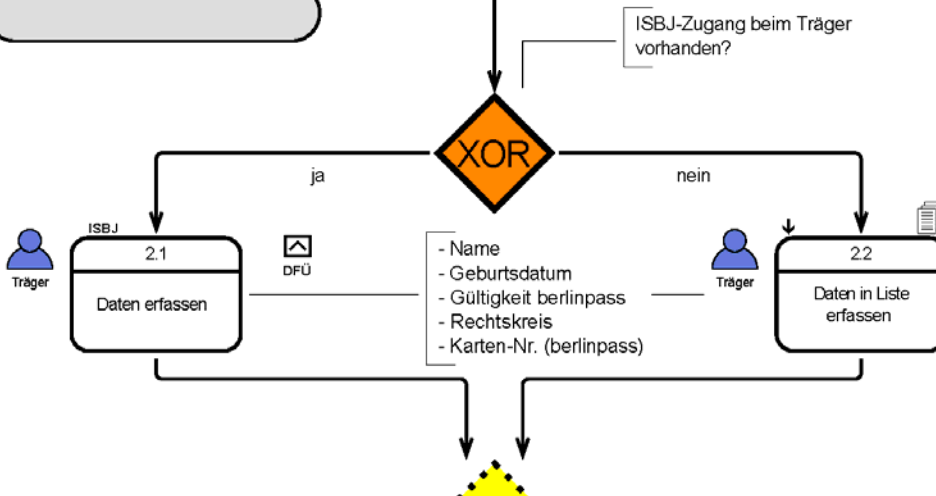 ISBJ-Zugang beim Träger
vorhanden?
XOR
ja
nein
ISBJ
2.1
Daten erfassen
Träger
DFÜ
- Name
- Geburtsdatum
- Gültigkeit berlinpass
- Rechtskreis
- Karten-Nr. (berlinpass)
Träger
2.2
Daten in Liste
erfassen